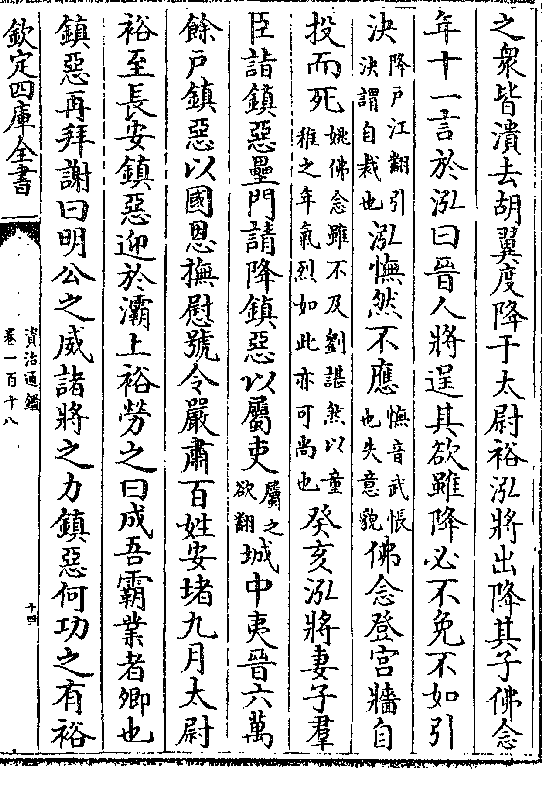 之衆皆潰去胡翼度降于太尉裕泓將出降其子佛念
年十一言於泓曰晉人將逞其欲雖降必不免不如引
決降户江翻引決謂自裁也泓憮然不應憮音武悵也失意貌佛念登宫牆自
投而死姚佛念雖不及劉諶然以童稚之年氣烈如此亦可尚也癸亥泓將妻子羣
臣詣鎮惡壘門請降鎮惡以屬吏屬之欲翻城中夷晉六萬
餘户鎮惡以國恩撫慰號令嚴肅百姓安堵九月太尉
裕至長安鎮惡迎於灞上裕勞之曰成吾霸業者卿也
鎮惡再拜謝曰明公之威諸將之力鎮惡何功之有裕
欽定四庫全書
資治通鑑
卷一百十八
十四